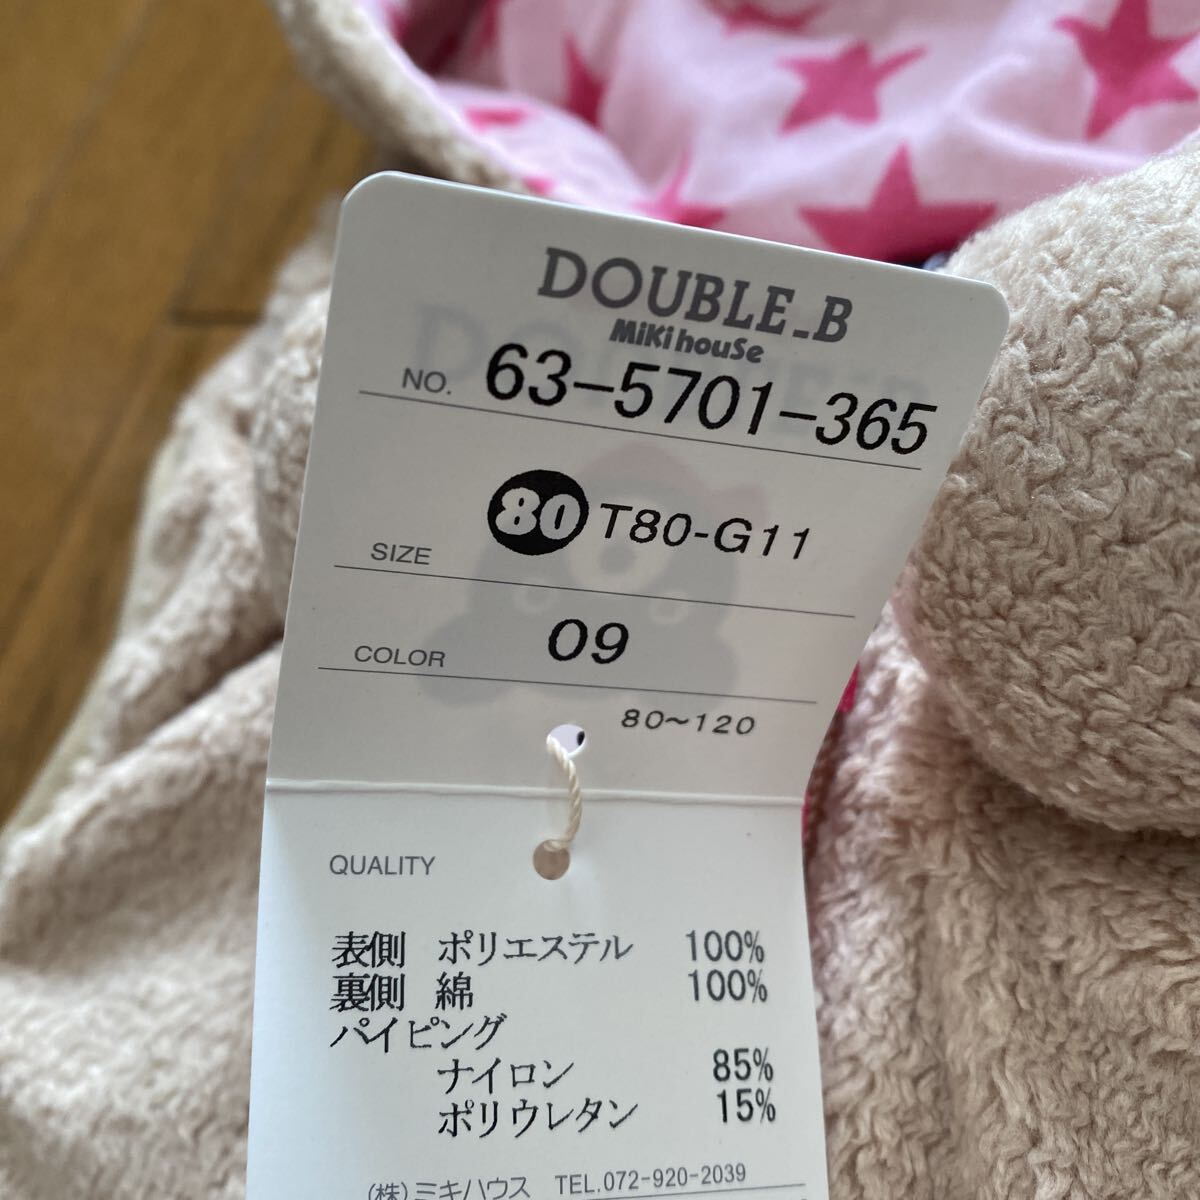 DOUBLE_B
MiKihouSe
NO. 63-5701-365
SIZE 80 T80-G11
COLOR 09
80~120
QUALITY
表側 ポリエステル 100%
裏側 綿 100%
パイピング
ナイロン 85%
ポリウレタン 15%
(株)ミキハウス TEL.072-920-2039